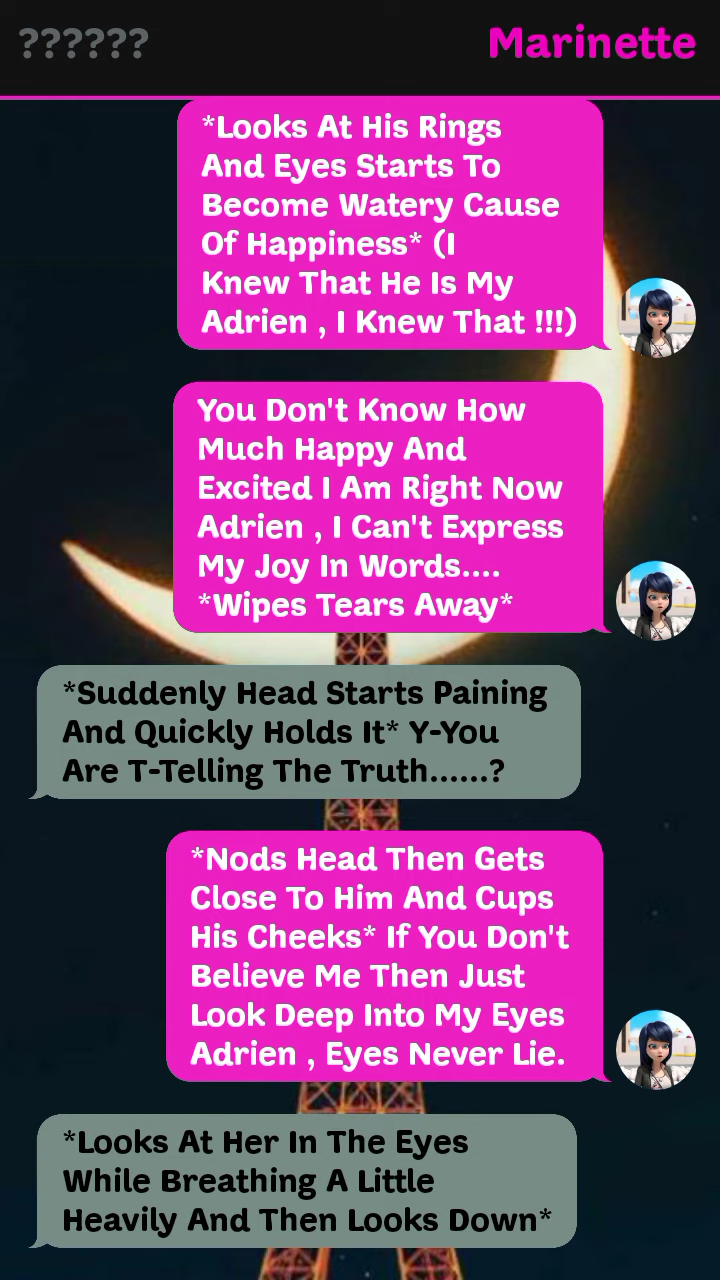 ??????
Marinette
*Looks At His Rings
And Eyes Starts To
Become Watery Cause
Of Happiness* (I
Knew That He Is My
Adrien , I Knew That !!!)
You Don't Know How
Much Happy And
Excited I Am Right Now
Adrien , I Can't Express
My Joy In Words....
*Wipes Tears Away*
*Suddenly Head Starts Paining
And Quickly Holds It* Y-You
Are T-Telling The Truth......?
*Nods Head Then Gets
Close To Him And Cups
His Cheeks* If You Don't
Believe Me Then Just
Look Deep Into My Eyes
Adrien , Eyes Never Lie.
*Looks At Her In The Eyes
While Breathing A Little
Heavily And Then Looks Down*